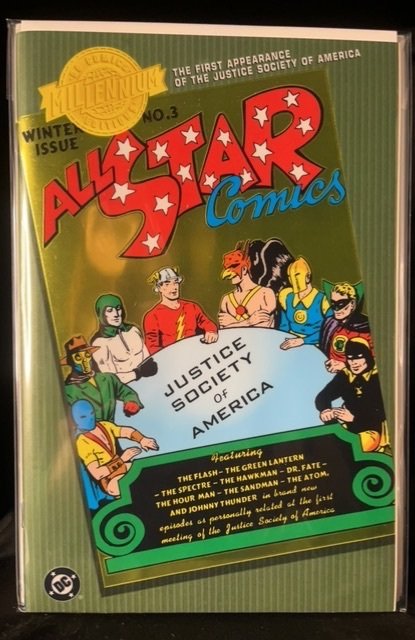 THE FIRST APPEARANCE
OF THE JUSTICE SOCIETY OF AMERICA
MILLENNIUM
WINTER
ISSUE
NO.3
ALL STAR
Comics
JUSTICE
SOCIETY
OF
AMERICA
Featuring
THE FLASH - THE GREEN LANTERN
- THE SPECTRE - THE HAWKMAN - DR. FATE -
THE HOUR MAN - THE SANDMAN - THE ATOM,
AND JOHNNY THUNDER in brand new
episodes as personally related at the first
meeting of the Justice Society of America
DC